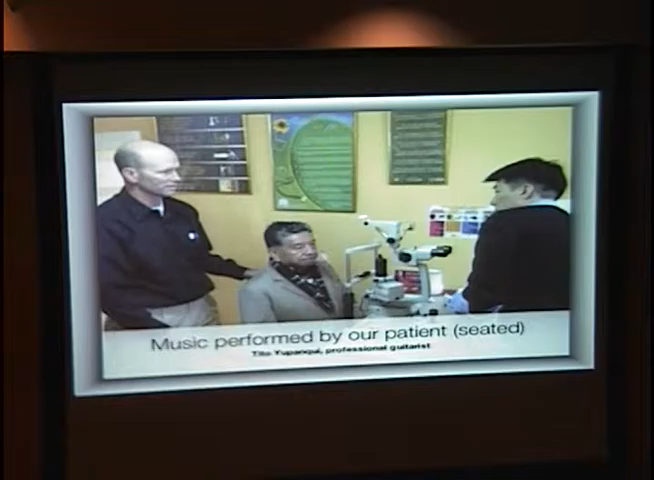 Music performed by our patient (seated)
Tito Yupanqui, professional guitarist